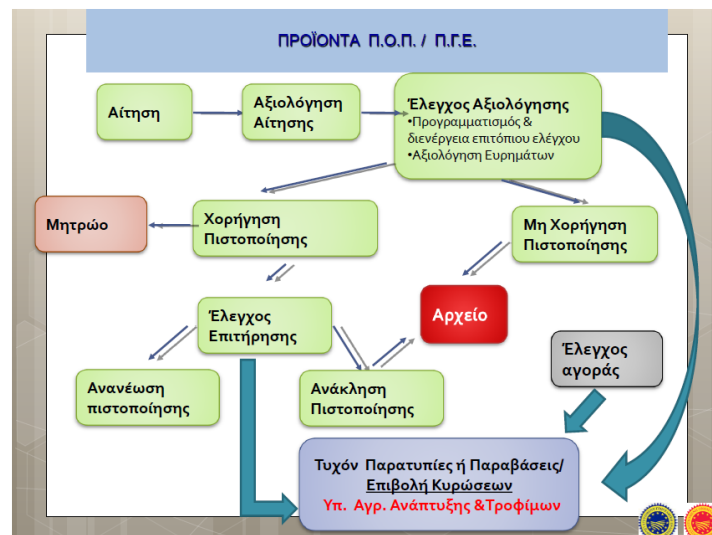 ΠΡΟΪΟΝΤΑ Π.Ο.Π. / Π.Γ.Ε.
Αίτηση
Αξιολόγηση
Αίτησης
Έλεγχος Αξιολόγησης
•Προγραμματισμός &
διενέργεια επιτόπιου ελέγχου
•Αξιολόγηση Ευρημάτων
Μητρώο
Χορήγηση
Πιστοποίησης
Μη Χορήγηση
Πιστοποίησης
Έλεγχος
Επιτήρησης
Αρχείο
Έλεγχος
αγοράς
Ανανέωση
πιστοποίησης
Ανάκληση
Πιστοποίησης
Τυχόν Παρατυπίες ή Παραβάσεις/
Επιβολή Κυρώσεων
Υπ. Αγρ. Ανάπτυξης &Τροφίμων